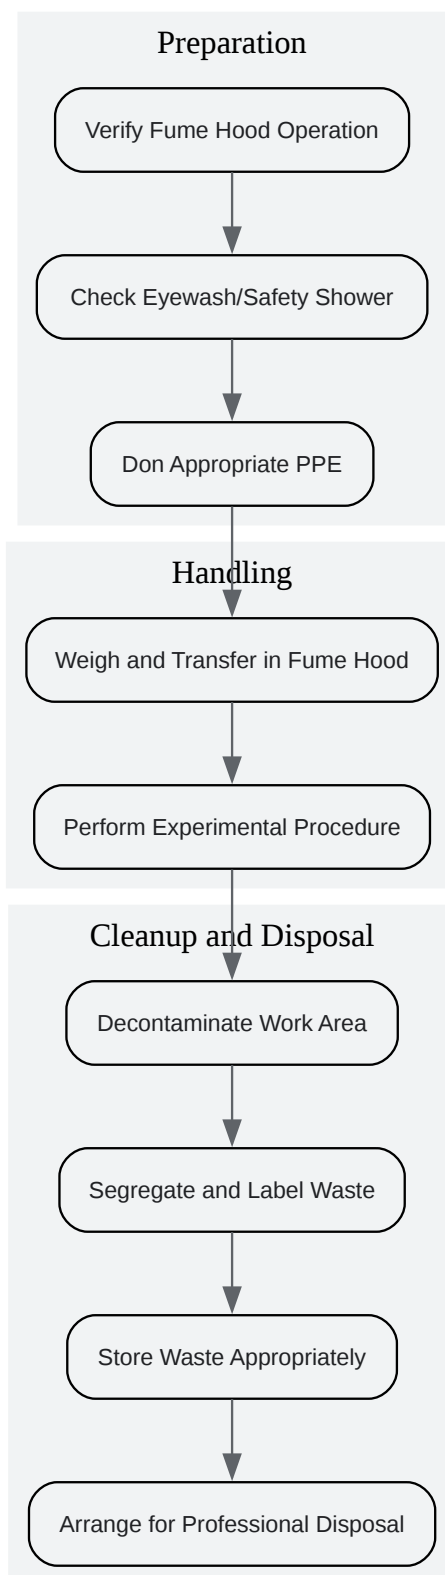 Preparation
Verify Fume Hood Operation
Check Eyewash/Safety Shower
Don Appropriate PPE
Handling
Weigh and Transfer in Fume Hood
Perform Experimental Procedure
Cleanup and Disposal
Decontaminate Work Area
Segregate and Label Waste
Store Waste Appropriately
Arrange for Professional Disposal